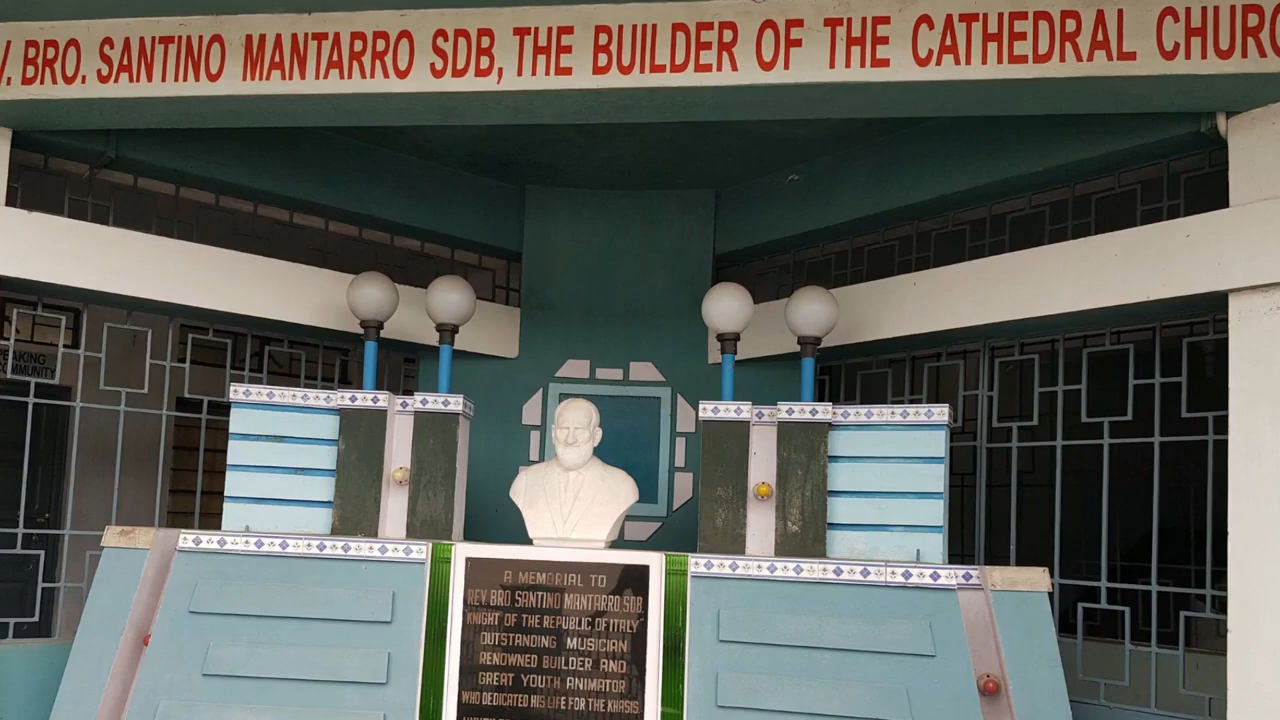 V. BRO. SANTINO MANTARRO SDB, THE BUILDER OF THE CATHEDRAL CHURC
PEAKING
COMMUNITY
A MEMORIAL TO
REV. BRO. SANTINO MANTARRO, SDB,
"KNIGHT OF THE REPUBLIC OF ITALY"
OUTSTANDING MUSICIAN
RENOWNED BUILDER AND
GREAT YOUTH ANIMATOR
WHO DEDICATED HIS LIFE FOR THE KHASIS.